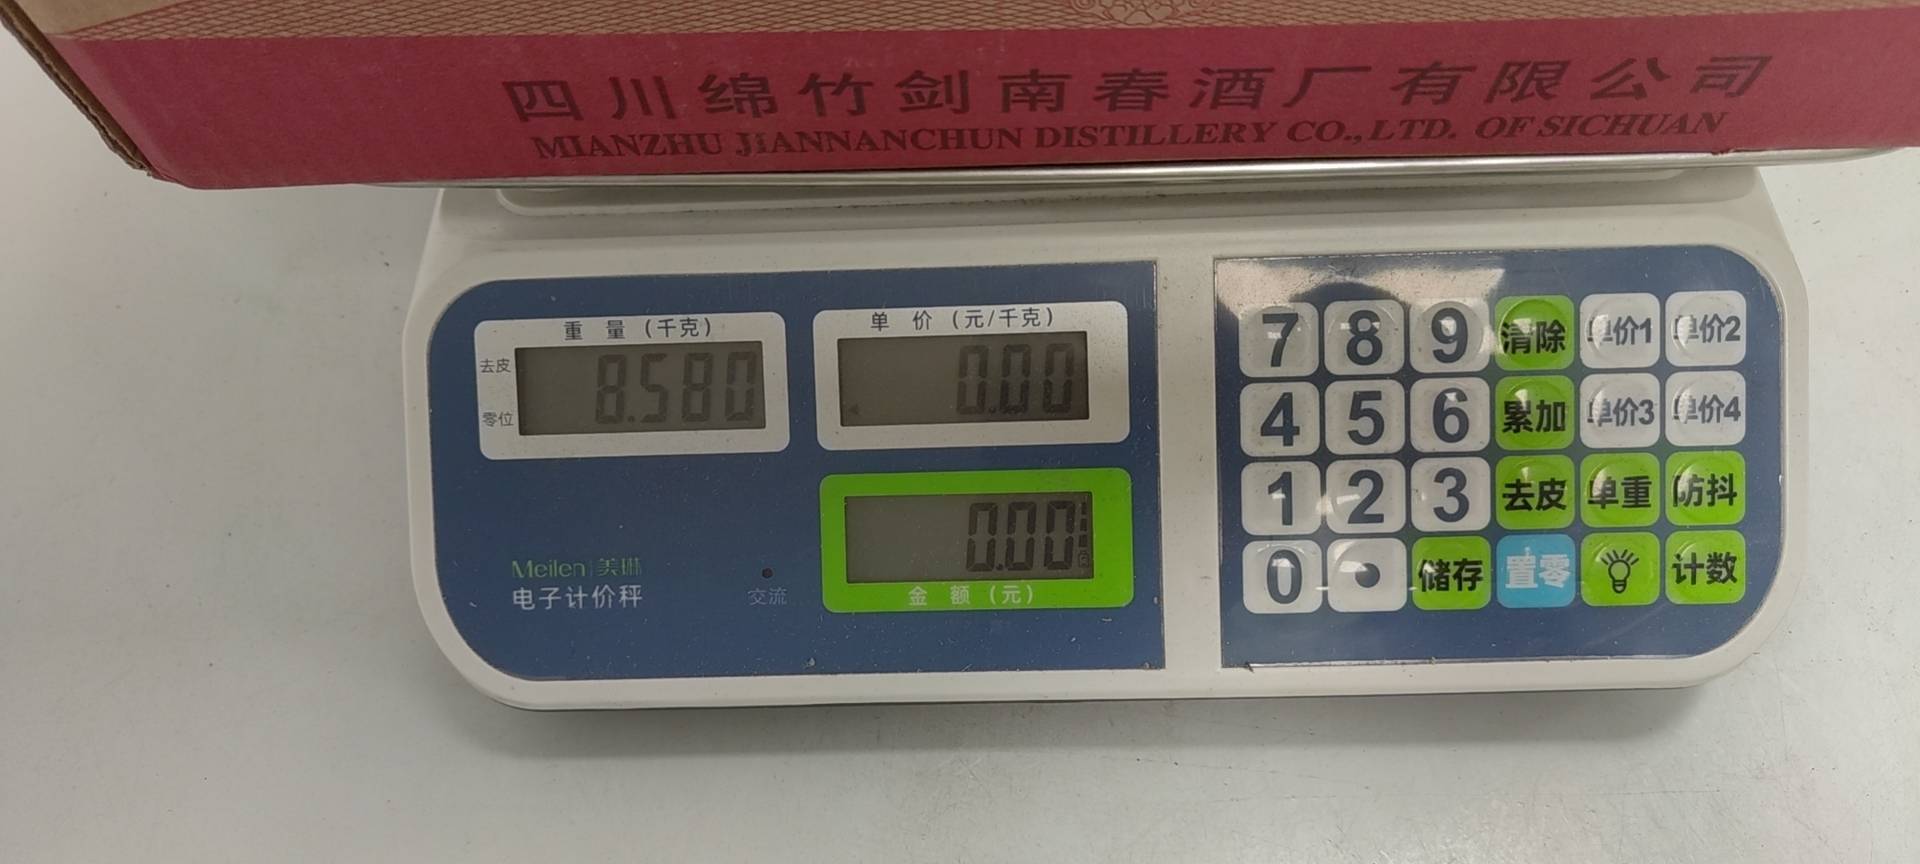 四川绵竹剑南春酒厂有限公司
MIANZHU JIANNANCHUN DISTILLERY CO.,LTD. OF SICHUAN
重量(千克)
去皮
零位
8.580
单价(元/千克)
0.00
0.00
金额(元)
Meilen|美琳
电子计价秤
交流
7 8 9 清除 单价1 单价2
4 5 6 累加 单价3 单价4
1 2 3 去皮 单重 防抖
0 . 储存 置零 计数